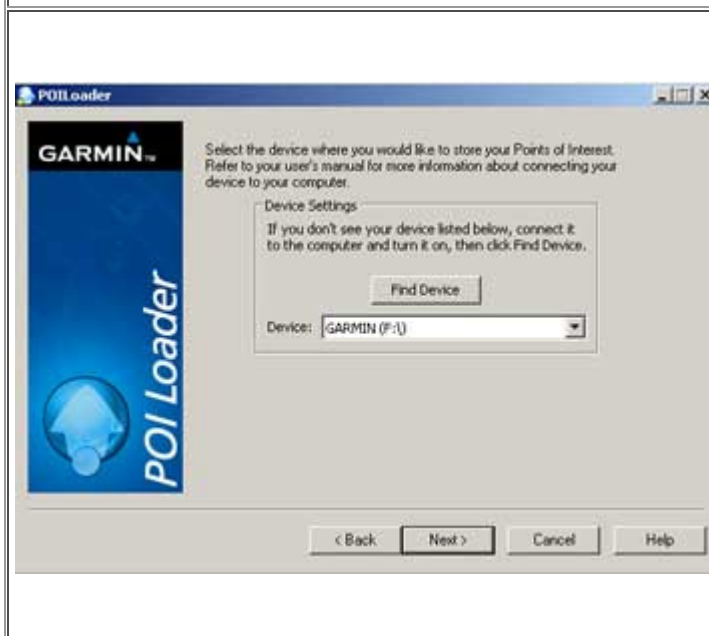 POILoader
GARMIN™
POI Loader
Select the device where you would like to store your Points of Interest.
Refer to your user's manual for more information about connecting your
device to your computer.
Device Settings
If you don't see your device listed below, connect it
to the computer and turn it on, then click Find Device.
Find Device
Device: GARMIN (F:\)
< Back Next > Cancel Help